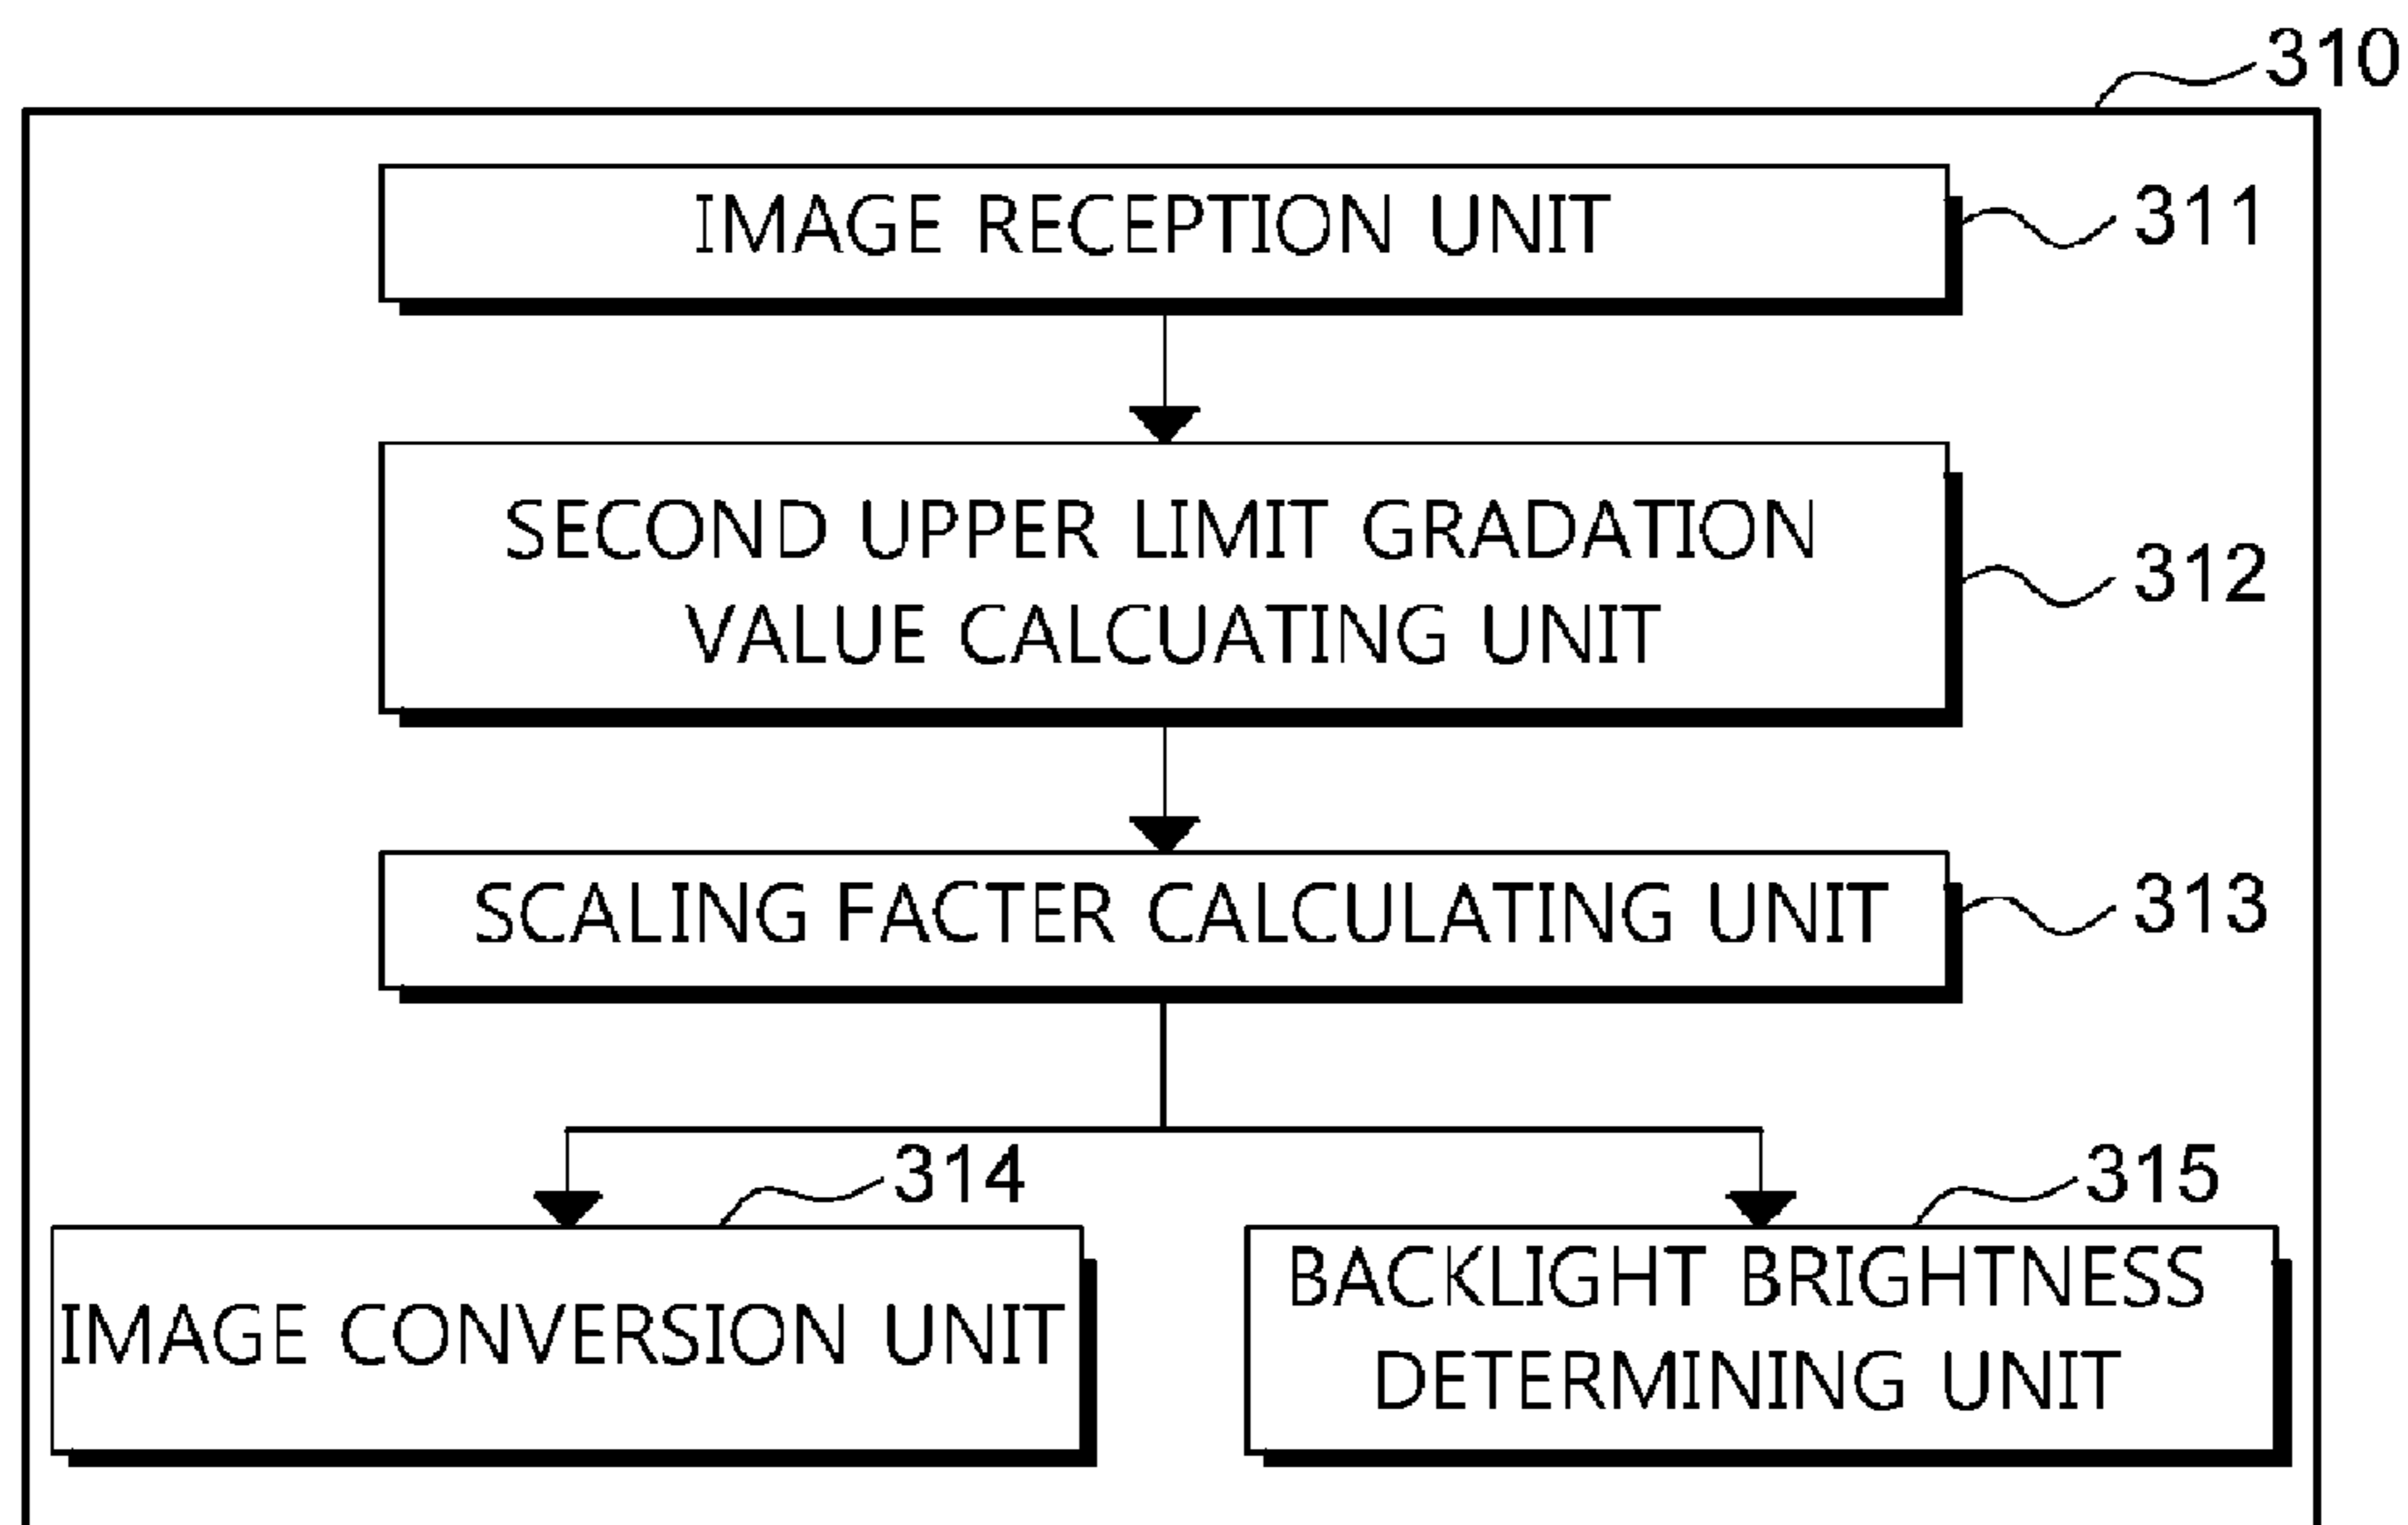 310
IMAGE RECEPTION UNIT
311
SECOND UPPER LIMIT GRADATION
VALUE CALCUATING UNIT
312
SCALING FACTER CALCULATING UNIT
313
314
315
IMAGE CONVERSION UNIT
BACKLIGHT BRIGHTNESS
DETERMINING UNIT